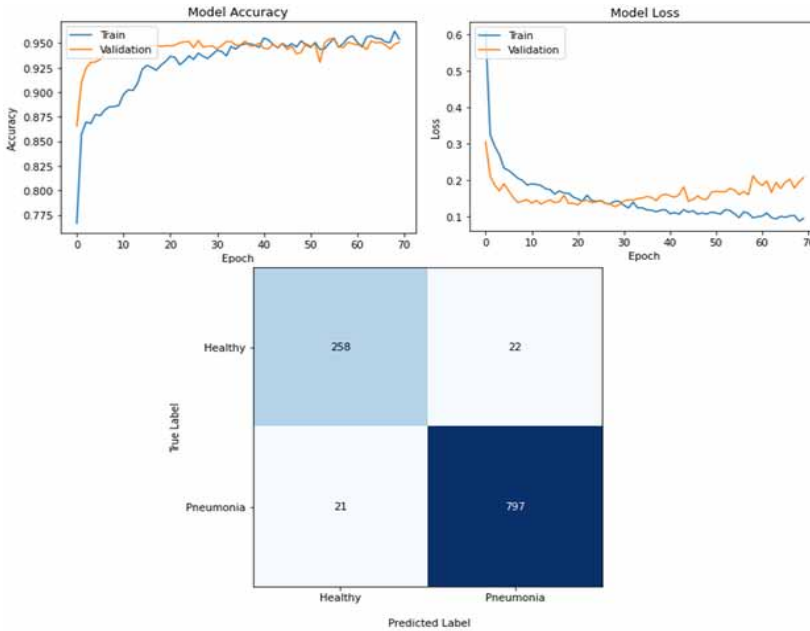 Model Accuracy
Train
Validation
0.950
0.925
0.900
0.875
0.850
0.825
0.800
0.775
Accuracy
0 10 20 30 40 50 60 70
Epoch
Model Loss
Train
Validation
0.6
0.5
0.4
0.3
0.2
0.1
Loss
0 10 20 30 40 50 60 70
Epoch
True Label
Healthy
258 22
Pneumonia
21 797
Healthy Pneumonia
Predicted Label